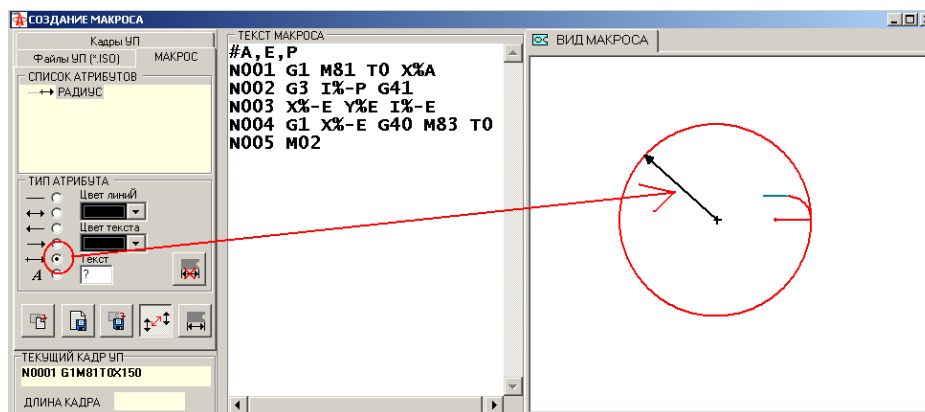 СОЗДАНИЕ МАКРОСА
Кадры УП
Файлы УП (*.ISO)
МАКРОС
СПИСОК АТРИБУТОВ
РАДИУС
ТИП АТРИБУТА
Цвет линиЙ
Цвет текста
Текст
A
?
ТЕКУЩИЙ КАДР УП
N0001 G1M81T0X150
ДЛИНА КАДРА
ТЕКСТ МАКРОСА
#A,E,P
N001 G1 M81 T0 X%A
N002 G3 I%-P G41
N003 X%-E Y%E I%-E
N004 G1 X%-E G40 M83 T0
N005 M02
ВИД МАКРОСА